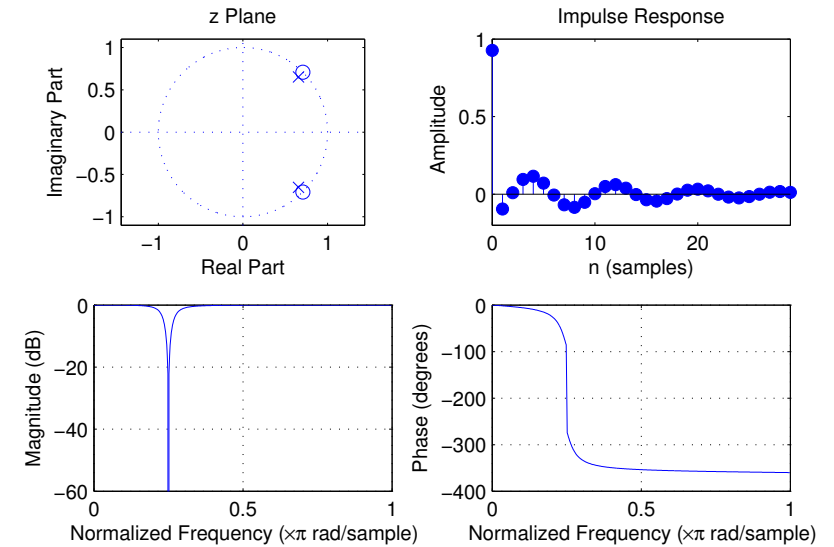 z Plane
1
0.5
0
−0.5
−1
−1
0
1
Imaginary Part
Real Part
Impulse Response
1
0.5
0
0
10
20
Amplitude
n (samples)
0
−20
−40
−60
0
0.5
1
Magnitude (dB)
Normalized Frequency (×π rad/sample)
0
−100
−200
−300
−400
0
0.5
1
Phase (degrees)
Normalized Frequency (×π rad/sample)